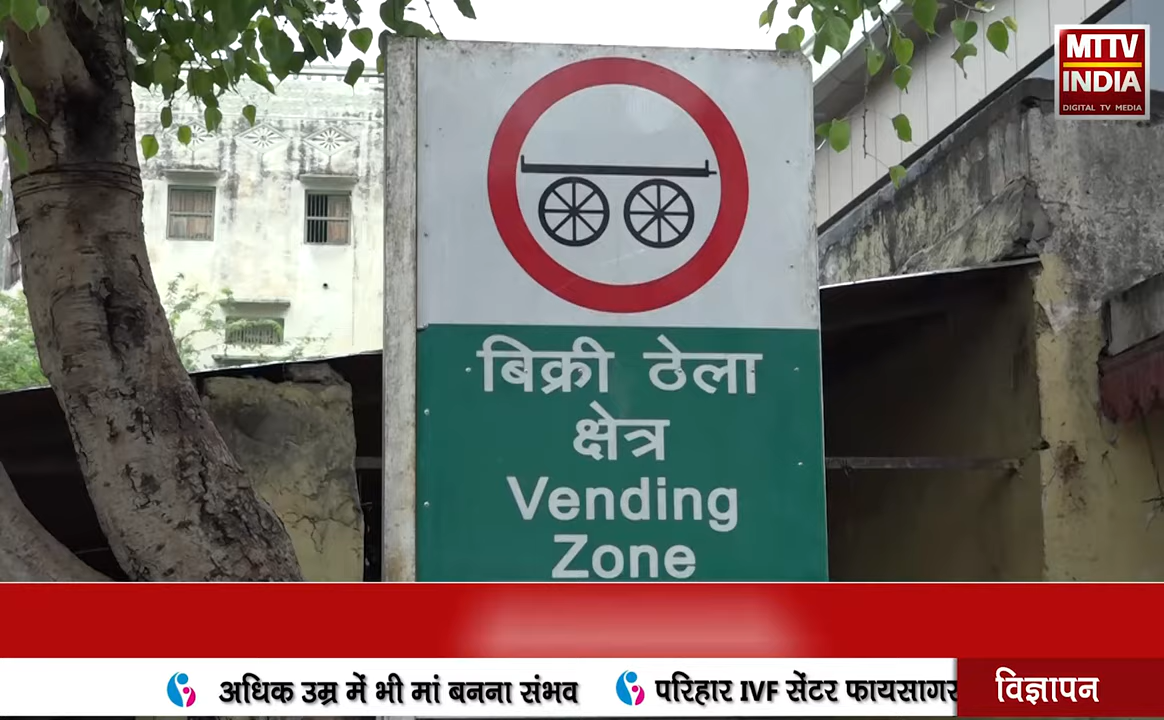 MTTV
INDIA
DIGITAL TV MEDIA
बिक्री ठेला
क्षेत्र
Vending
Zone
अधिक उम्र में भी मां बनना संभव परिहार IVF सेंटर फायसागर
विज्ञापन